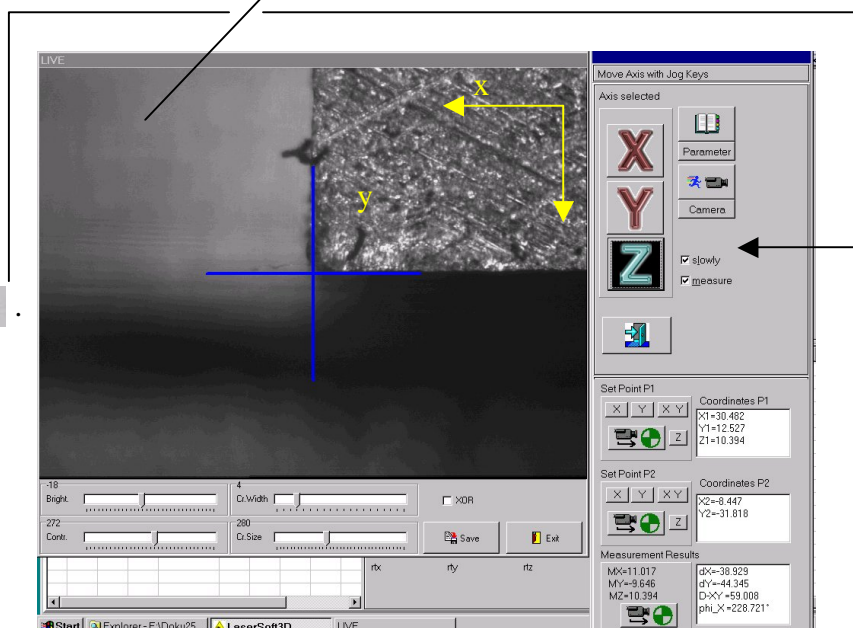 LIVE
x
y
-18
Bright.
4
Cr.Width
XOR
272
Contr.
280
Cr.Size
Save
Exit
rtx rty rtz
Start Explorer - E:\Doku25 LaserSoft3D LIVE
Move Axis with Jog Keys
Axis selected
X
Parameter
Y
Camera
Z
slowly
measure
Set Point P1
X Y XY
Z
Coordinates P1
X1=30.482
Y1=12.527
Z1=10.394
Set Point P2
X Y XY
Z
Coordinates P2
X2=-8.447
Y2=-31.818
Measurement Results
MX=11.017
MY=-9.646
MZ=10.394
dX=-38.929
dY=-44.345
D-XY =59.008
phi_X =228.721°
.